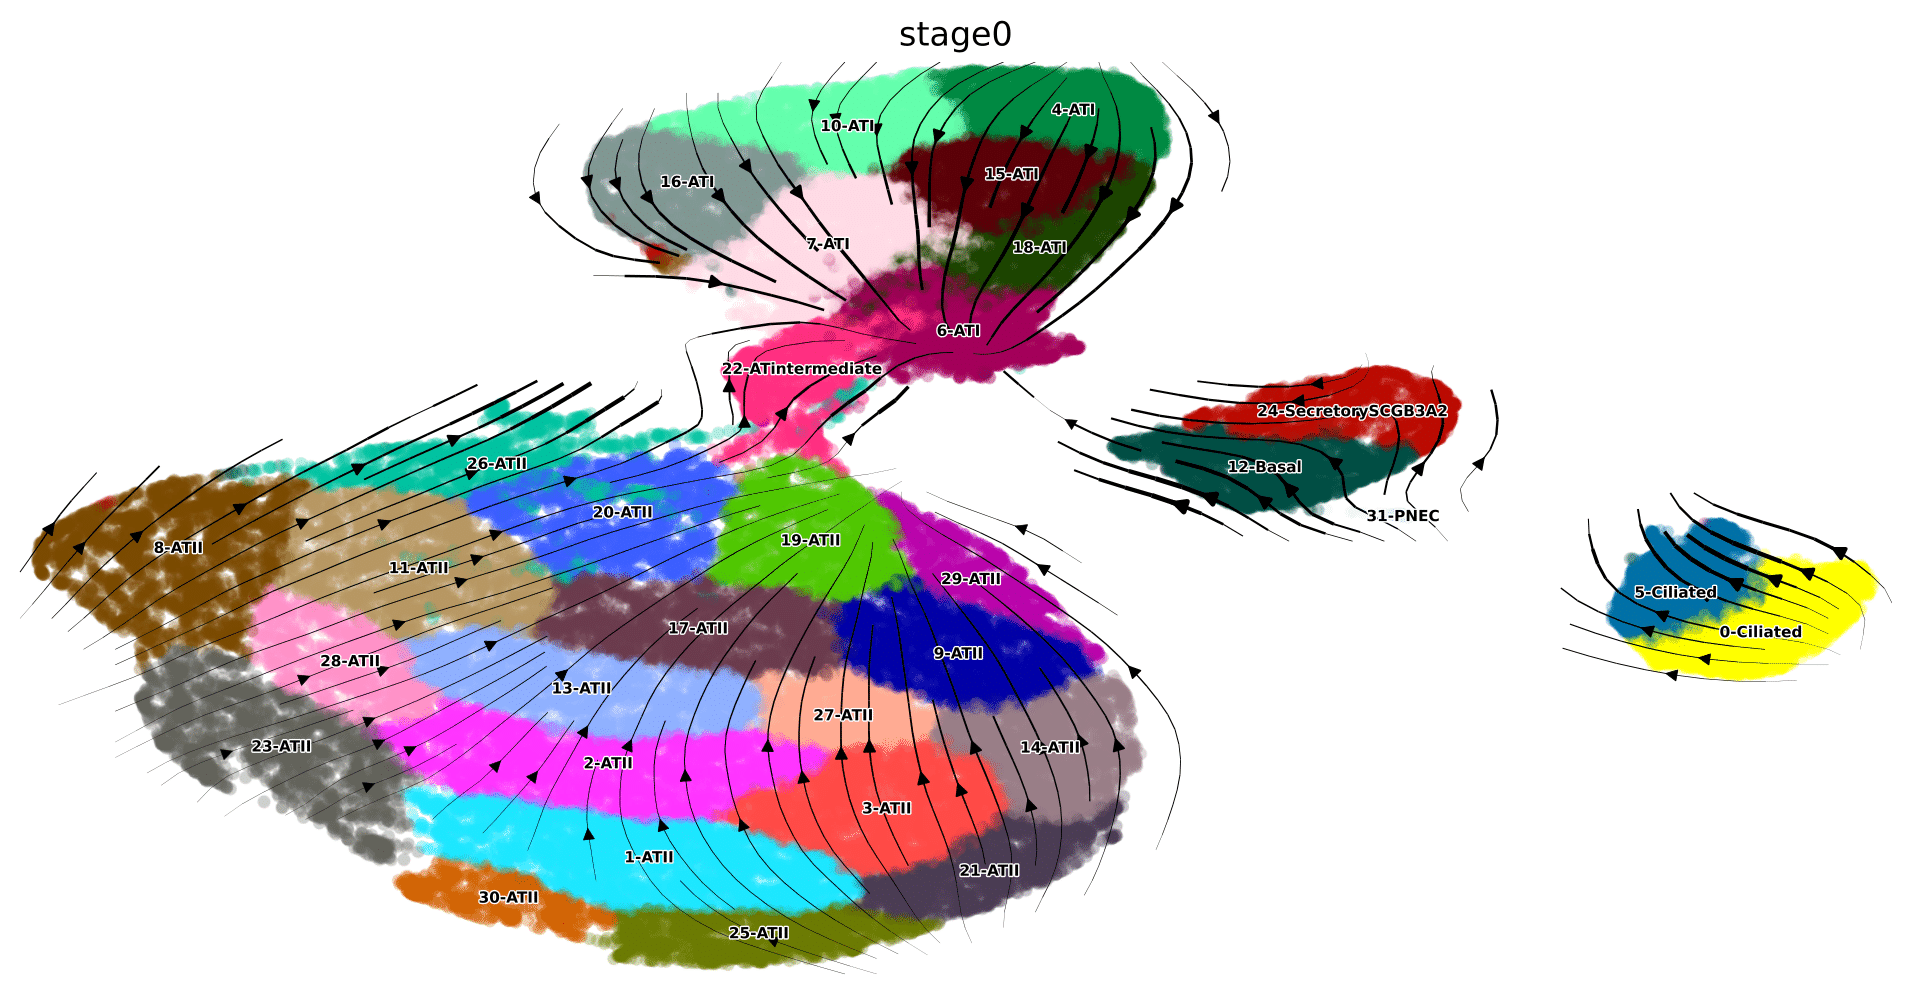 stage0
4-ATI
10-ATI
15-ATI
16-ATI
7-ATI
18-ATI
6-ATI
22-ATintermediate
24-SecretorySCGB3A2
26-ATII
12-Basal
20-ATII
31-PNEC
19-ATII
8-ATII
11-ATII
29-ATII
5-Ciliated
17-ATII
0-Ciliated
9-ATII
28-ATII
13-ATII
27-ATII
23-ATII
14-ATII
2-ATII
3-ATII
1-ATII
21-ATII
30-ATII
25-ATII